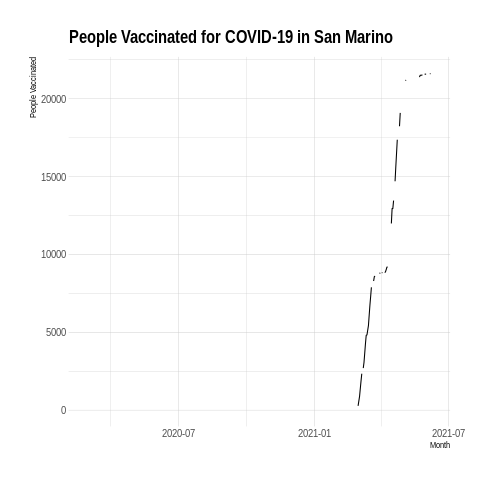 People Vaccinated for COVID-19 in San Marino
People Vaccinated
20000
15000
10000
5000
0
2020-07
2021-01
2021-07
Month